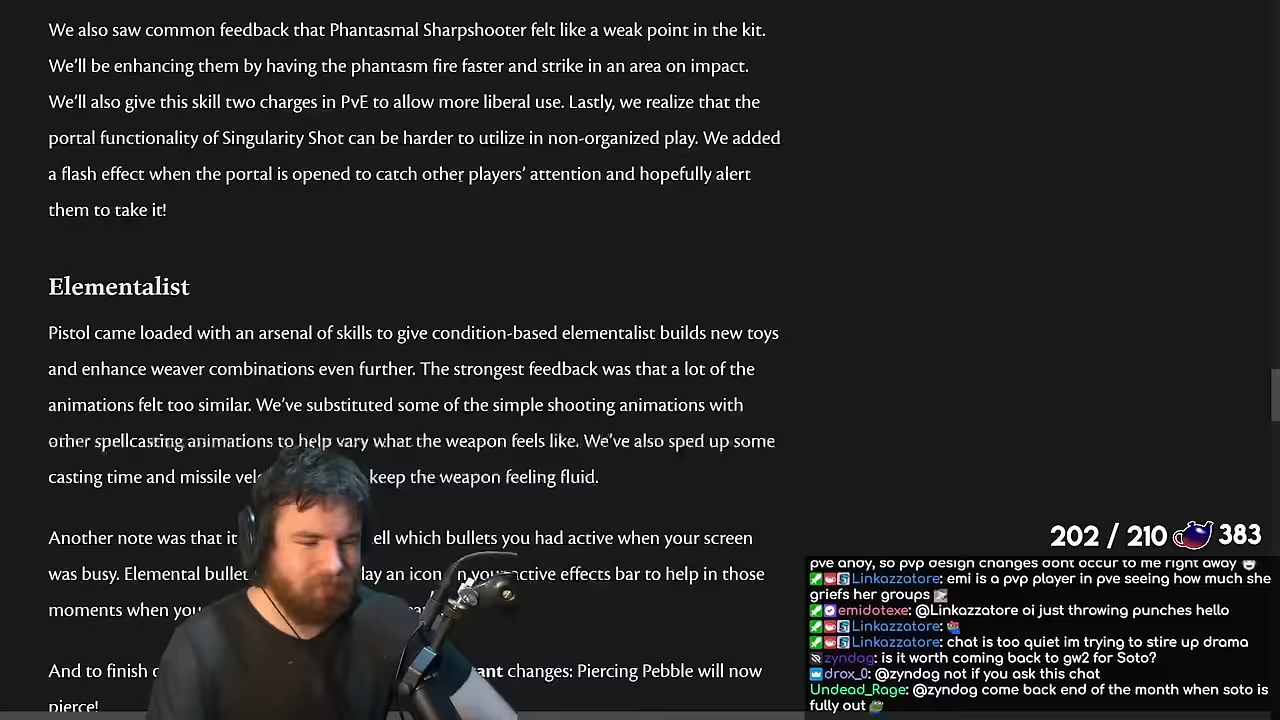 We also saw common feedback that Phantasmal Sharpshooter felt like a weak point in the kit.
We'll be enhancing them by having the phantasm fire faster and strike in an area on impact.
We'll also give this skill two charges in PvE to allow more liberal use. Lastly, we realize that the
portal functionality of Singularity Shot can be harder to utilize in non-organized play. We added
a flash effect when the portal is opened to catch other players' attention and hopefully alert
them to take it!
Elementalist
Pistol came loaded with an arsenal of skills to give condition-based elementalist builds new toys
and enhance weaver combinations even further. The strongest feedback was that a lot of the
animations felt too similar. We've substituted some of the simple shooting animations with
other spellcasting animations to help vary what the weapon feels like. We've also sped up some
casting time and missile keep the weapon feeling fluid.
Another note was that it which bullets you had active when your screen
was busy. Elemental bullet an icon your active effects bar to help in those
moments when you
And to finish changes: Piercing Pebble will now
pierce!
202 / 210 383
pve andy, so pvp design changes dont occur to me right away
Linkazzatore: emi is a pvp player in pve seeing how much she
griefs her groups
emidotexe: @Linkazzatore oi just throwing punches hello
Linkazzatore:
Linkazzatore: chat is too quiet im trying to stire up drama
zyndog: is it worth coming back to gw2 for Soto?
drox_0: @zyndog not if you ask this chat
Undead_Rage: @zyndog come back end of the month when soto is
fully out